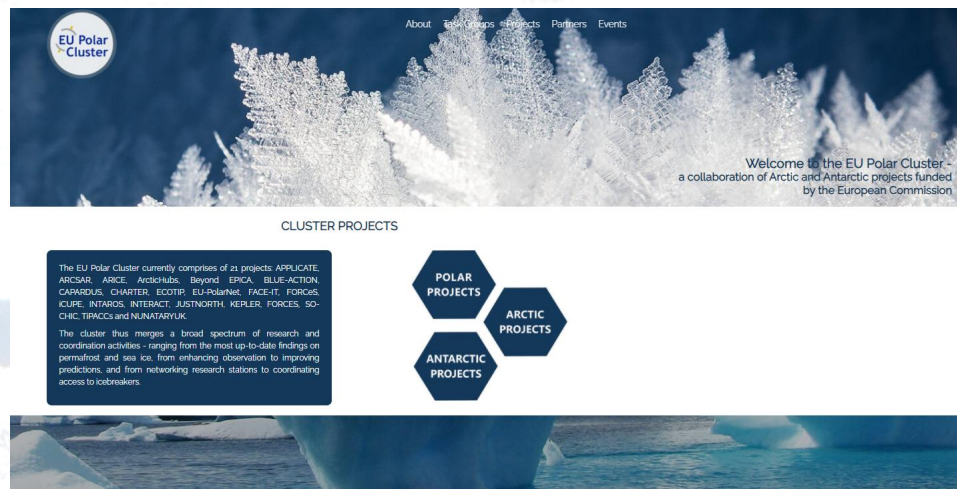 EU Polar
Cluster
About Task Groups Projects Partners Events
Welcome to the EU Polar Cluster -
a collaboration of Arctic and Antarctic projects funded
by the European Commission
CLUSTER PROJECTS
The EU Polar Cluster currently comprises of 21 projects: APPLICATE,
ARCSAR, ARICE, ArcticHubs, Beyond EPICA, BLUE-ACTION,
CAPARDUS, CHARTER, ECOTIP, EU-PolarNet, FACE-IT, FORCeS,
iCUPE, INTAROS, INTERACT, JUSTNORTH, KEPLER, FORCES, SO-
CHIC, TiPACCs and NUNATARYUK.
The cluster thus merges a broad spectrum of research and
coordination activities - ranging from the most up-to-date findings on
permafrost and sea ice, from enhancing observation to improving
predictions, and from networking research stations to coordinating
access to icebreakers.
POLAR
PROJECTS
ARCTIC
PROJECTS
ANTARCTIC
PROJECTS